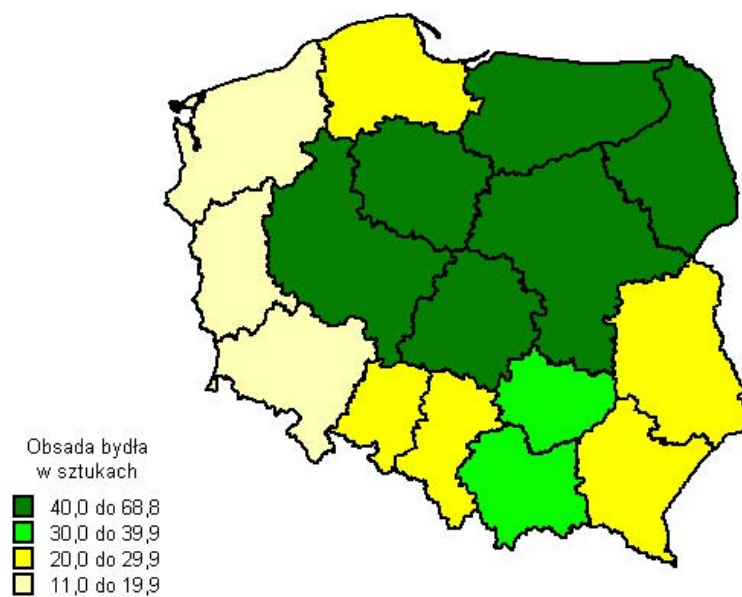 Obsada bydła
w sztukach
40,0 do 68,8
30,0 do 39,9
20,0 do 29,9
11,0 do 19,9